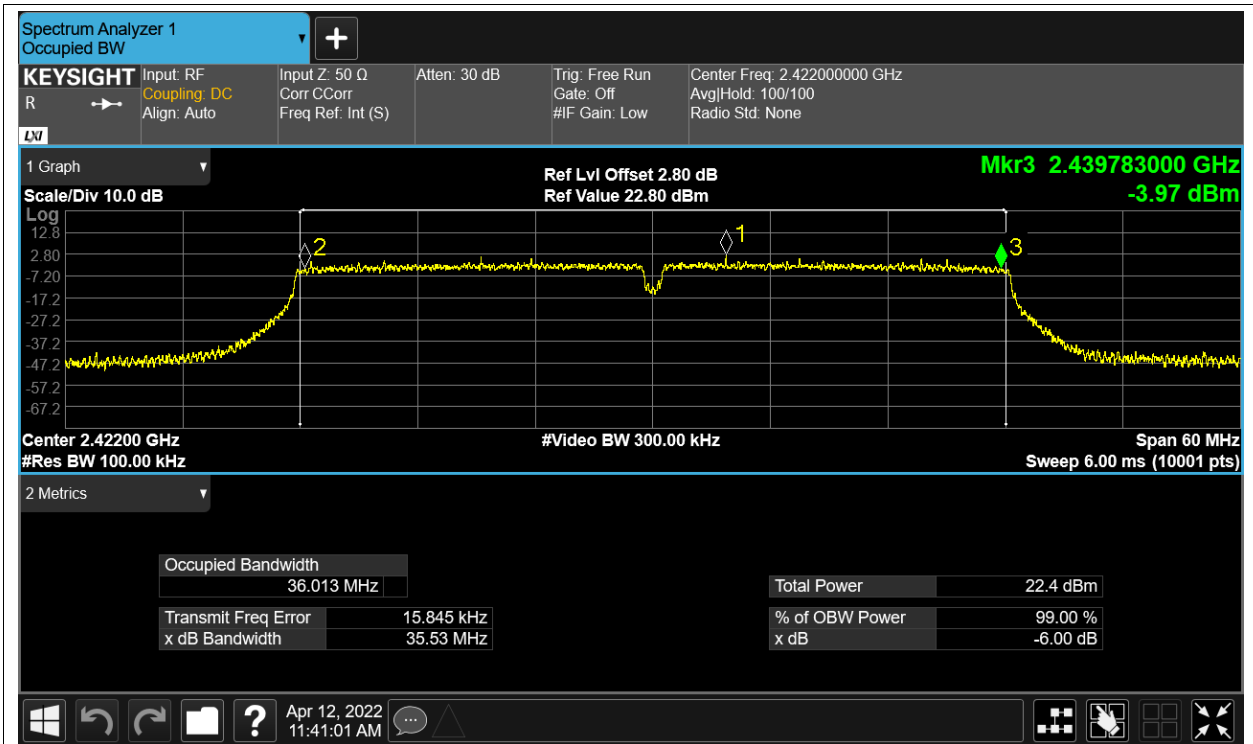 Spectrum Analyzer 1
Occupied BW
KEYSIGHT
R
LXI
Input: RF
Coupling: DC
Align: Auto
Input Z: 50 Ω
Corr CCorr
Freq Ref: Int (S)
Atten: 30 dB
Trig: Free Run
Gate: Off
#IF Gain: Low
Center Freq: 2.422000000 GHz
Avg|Hold: 100/100
Radio Std: None
1 Graph
Scale/Div 10.0 dB
Ref Lvl Offset 2.80 dB
Ref Value 22.80 dBm
Mkr3 2.439783000 GHz
-3.97 dBm
Log
12.8
2.80
-7.20
-17.2
-27.2
-37.2
-47.2
-57.2
-67.2
2
1
3
Center 2.42200 GHz
#Video BW 300.00 kHz
Span 60 MHz
#Res BW 100.00 kHz
Sweep 6.00 ms (10001 pts)
2 Metrics
Occupied Bandwidth
36.013 MHz
Transmit Freq Error 15.845 kHz
x dB Bandwidth 35.53 MHz
Total Power 22.4 dBm
% of OBW Power 99.00 %
x dB -6.00 dB
Apr 12, 2022
11:41:01 AM